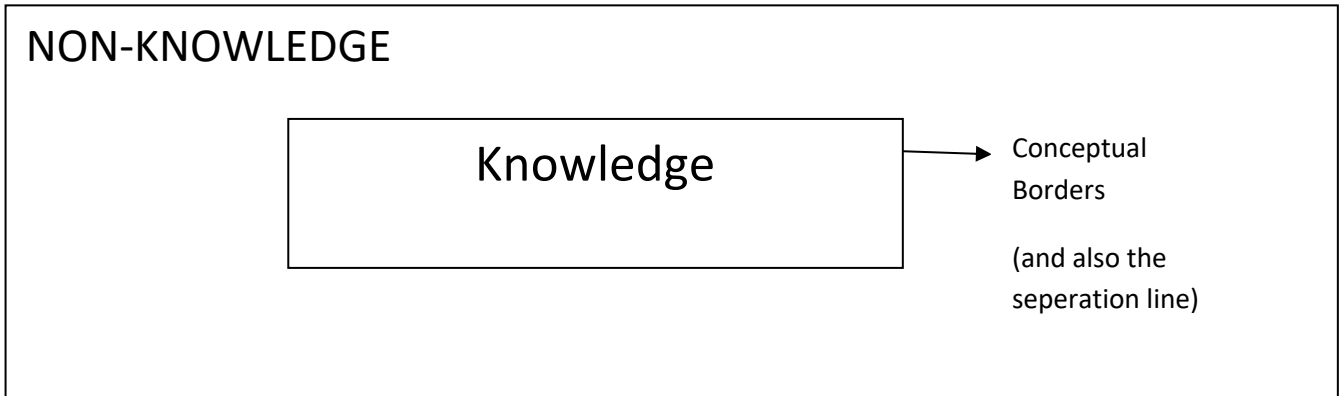 NON-KNOWLEDGE
Knowledge
Conceptual
Borders
(and also the
seperation line)